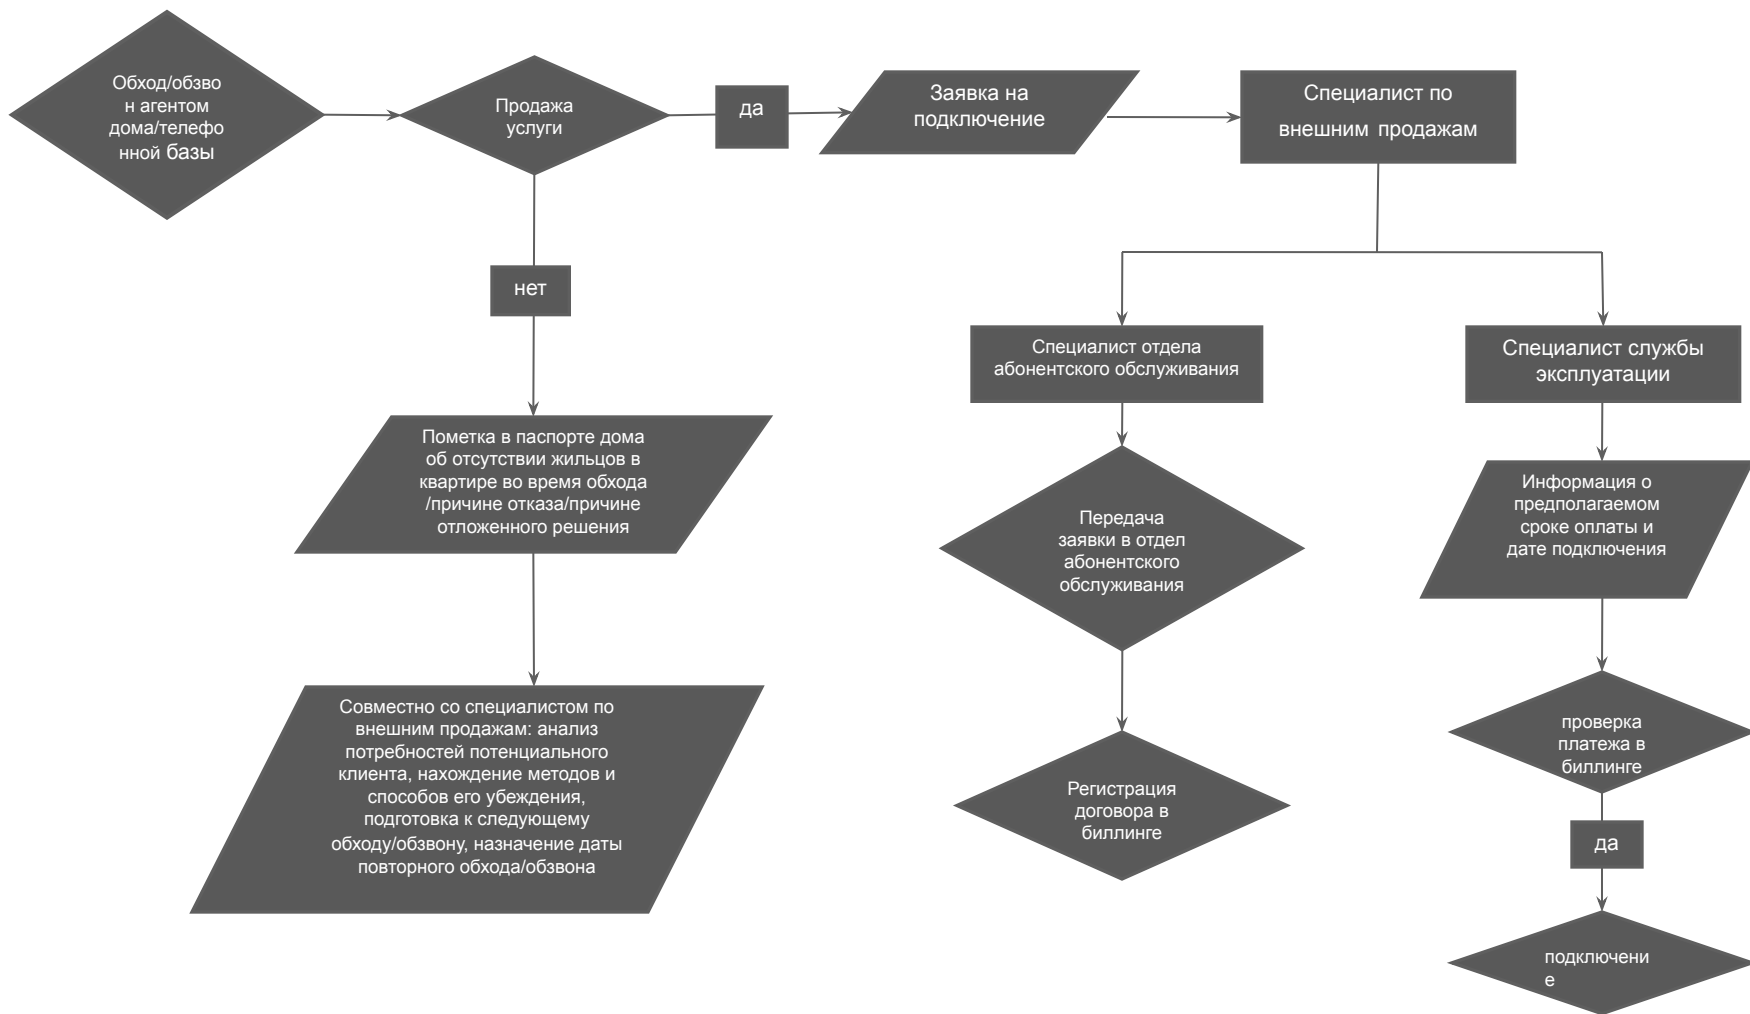 Обход/обзво
н агентом
дома/телефо
нной базы
Продажа
услуги
да
Заявка на
подключение
Специалист по
внешним продажам
нет
Пометка в паспорте дома
об отсутствии жильцов в
квартире во время обхода
/причине отказа/причине
отложенного решения
Совместно со специалистом по
внешним продажам: анализ
потребностей потенциального
клиента, нахождение методов и
способов его убеждения,
подготовка к следующему
обходу/обзвону, назначение даты
повторного обхода/обзвона
Специалист отдела
абонентского обслуживания
Передача
заявки в отдел
абонентского
обслуживания
Регистрация
договора в
биллинге
Специалист службы
эксплуатации
Информация о
предполагаемом
сроке оплаты и
дате подключения
проверка
платежа в
биллинге
да
подключени
е